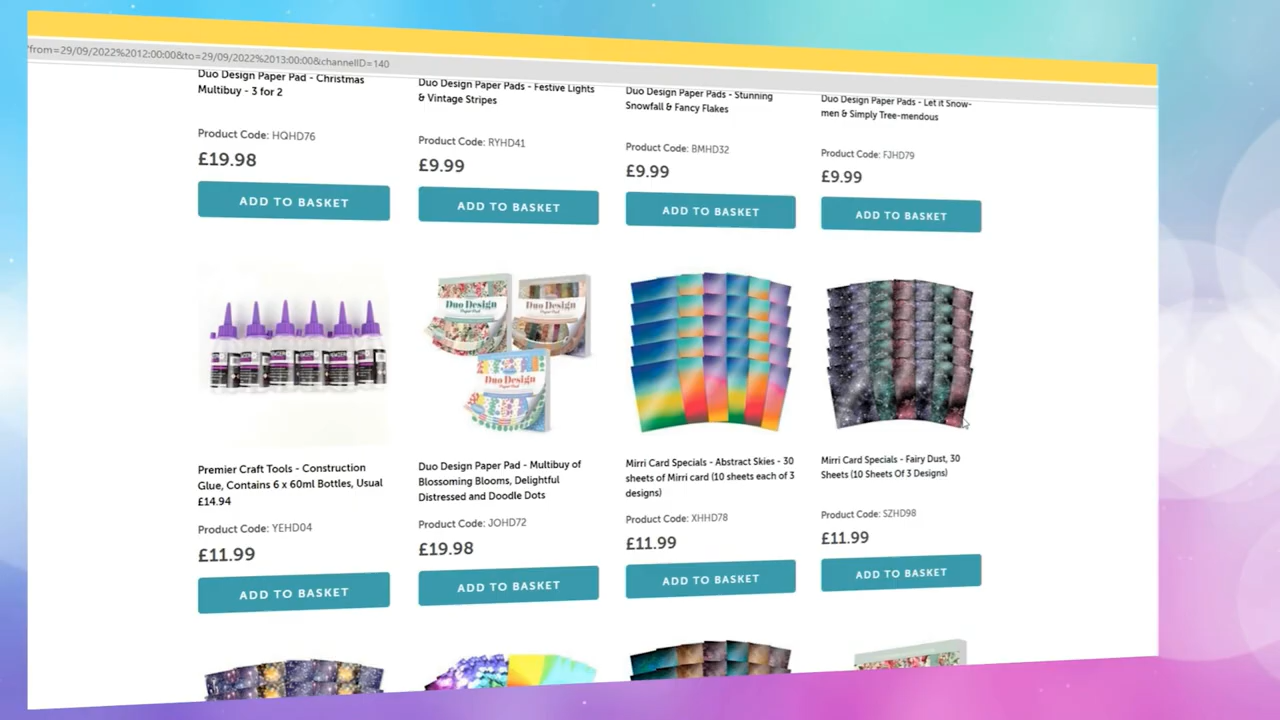 ?from=29/09/2022%2012:00:00&to=29/09/2022%2013:00:00&channelID=140
Duo Design Paper Pad - Christmas
Multibuy - 3 for 2
Product Code: HQHD76
£19.98
ADD TO BASKET
Duo Design Paper Pads - Festive Lights
& Vintage Stripes
Product Code: RYHD41
£9.99
ADD TO BASKET
Duo Design Paper Pads - Stunning
Snowfall & Fancy Flakes
Product Code: BMHD32
£9.99
ADD TO BASKET
Duo Design Paper Pads - Let it Snow-
men & Simply Tree-mendous
Product Code: FJHD79
£9.99
ADD TO BASKET
Duo Design
Duo Design
Duo Design
Premier Craft Tools - Construction
Glue, Contains 6 x 60ml Bottles, Usual
£14.94
Product Code: YEHD04
£11.99
ADD TO BASKET
Duo Design Paper Pad - Multibuy of
Blossoming Blooms, Delightful
Distressed and Doodle Dots
Product Code: JOHD72
£19.98
ADD TO BASKET
Mirri Card Specials - Abstract Skies - 30
sheets of Mirri card (10 sheets each of 3
designs)
Product Code: XHHD78
£11.99
ADD TO BASKET
Mirri Card Specials - Fairy Dust, 30
Sheets (10 Sheets Of 3 Designs)
Product Code: SZHD98
£11.99
ADD TO BASKET